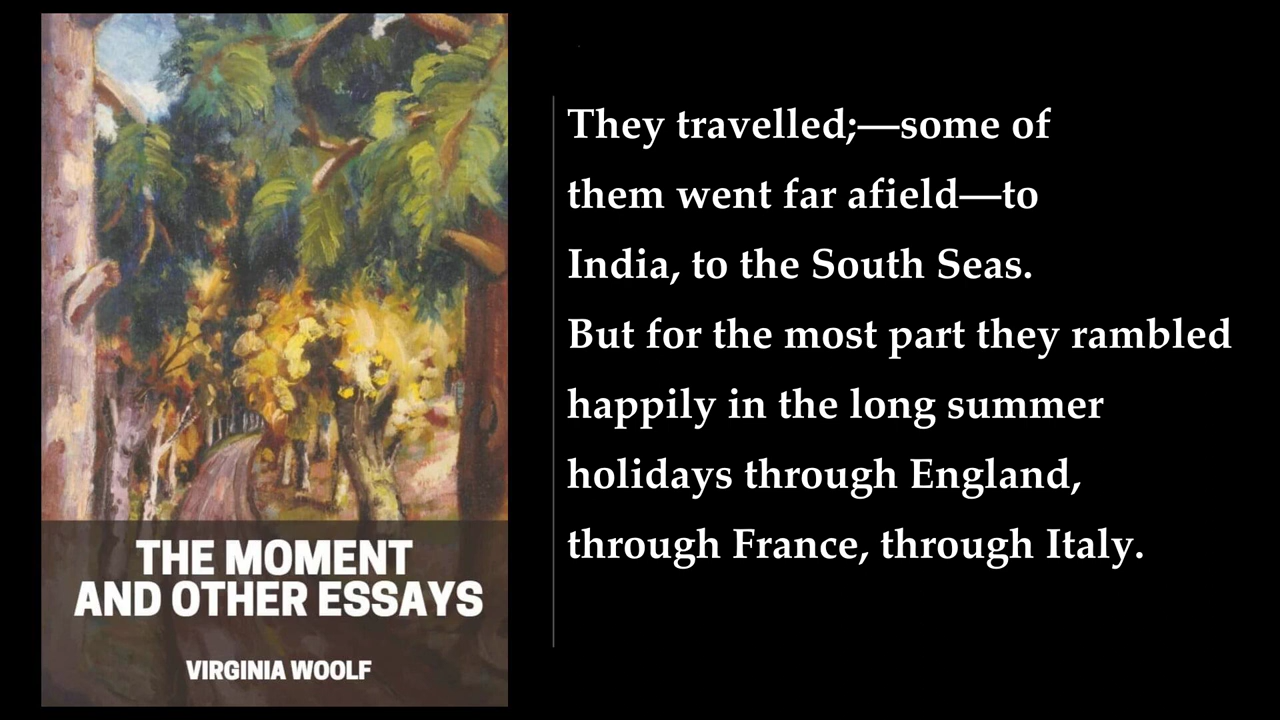 THE MOMENT
AND OTHER ESSAYS
VIRGINIA WOOLF
They travelled;—some of
them went far afield—to
India, to the South Seas.
But for the most part they rambled
happily in the long summer
holidays through England,
through France, through Italy.